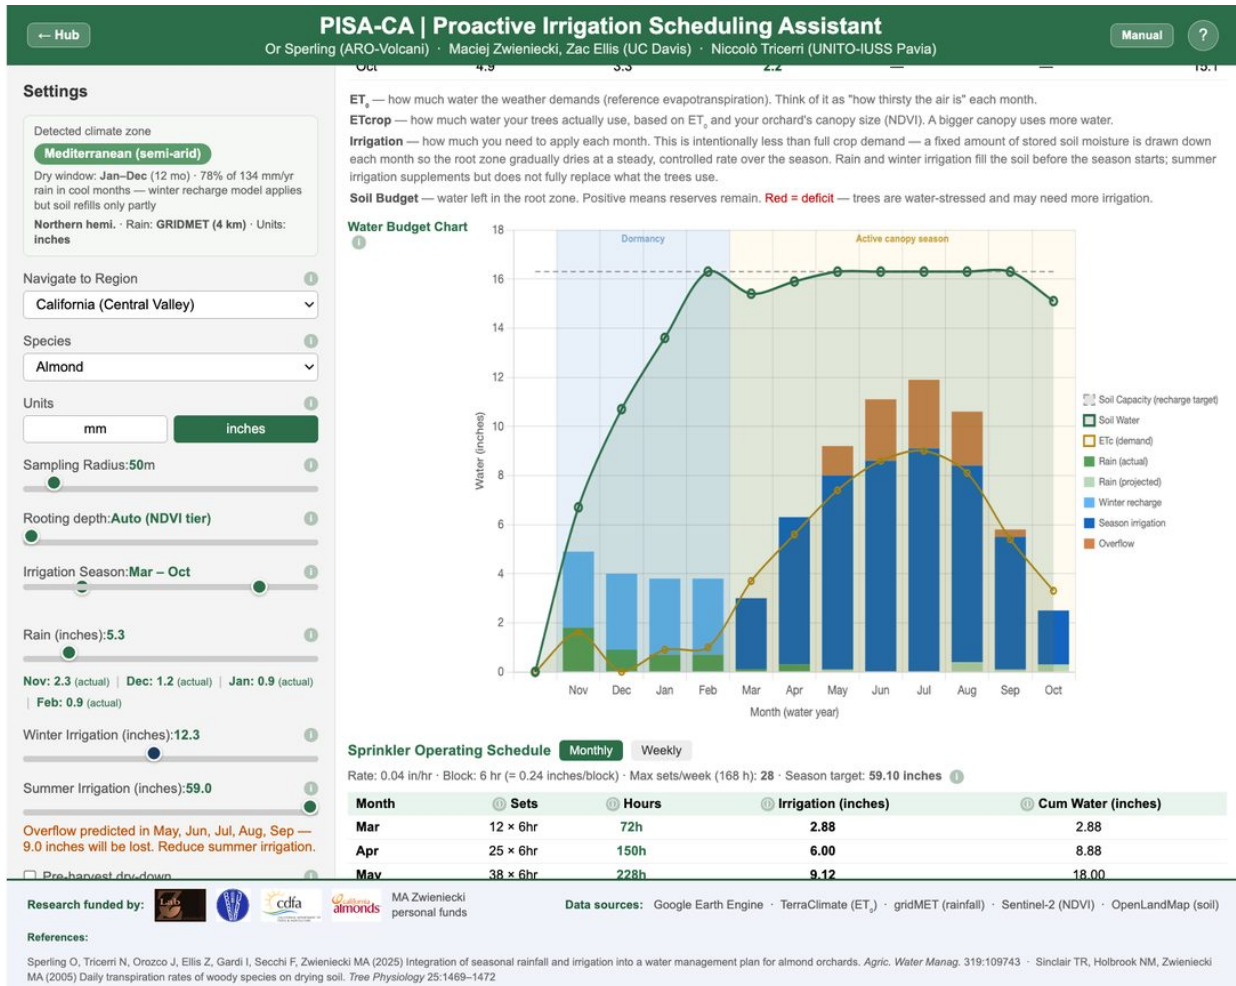 ← Hub
PISA-CA | Proactive Irrigation Scheduling Assistant
Or Sperling (ARO-Volcani) · Maciej Zwieniecki, Zac Ellis (UC Davis) · Niccolò Tricerri (UNITO-IUSS Pavia)
Manual
?
Settings
Detected climate zone
Mediterranean (semi-arid)
Dry window: Jan–Dec (12 mo) · 78% of 134 mm/yr
rain in cool months — winter recharge model applies
but soil refills only partly
Northern hemi. · Rain: GRIDMET (4 km) · Units:
inches
Navigate to Region
California (Central Valley)
Species
Almond
Units
mm
inches
Sampling Radius:50m
Rooting depth:Auto (NDVI tier)
Irrigation Season:Mar – Oct
Rain (inches):5.3
Nov: 2.3 (actual) | Dec: 1.2 (actual) | Jan: 0.9 (actual)
| Feb: 0.9 (actual)
Winter Irrigation (inches):12.3
Summer Irrigation (inches):59.0
Overflow predicted in May, Jun, Jul, Aug, Sep —
9.0 inches will be lost. Reduce summer irrigation.
Pre-harvest dry-down
Oct 4.9 3.3 2.2 — — 15.1
ET₀ — how much water the weather demands (reference evapotranspiration). Think of it as "how thirsty the air is" each month.
ETcrop — how much water your trees actually use, based on ET₀ and your orchard's canopy size (NDVI). A bigger canopy uses more water.
Irrigation — how much you need to apply each month. This is intentionally less than full crop demand — a fixed amount of stored soil moisture is drawn down
each month so the root zone gradually dries at a steady, controlled rate over the season. Rain and winter irrigation fill the soil before the season starts; summer
irrigation supplements but does not fully replace what the trees use.
Soil Budget — water left in the root zone. Positive means reserves remain. Red = deficit — trees are water-stressed and may need more irrigation.
Water Budget Chart
Dormancy
Active canopy season
18
16
14
12
10
8
6
4
2
0
Water (inches)
Nov Dec Jan Feb Mar Apr May Jun Jul Aug Sep Oct
Month (water year)
Soil Capacity (recharge target)
Soil Water
ETc (demand)
Rain (actual)
Rain (projected)
Winter recharge
Season irrigation
Overflow
Sprinkler Operating Schedule Monthly Weekly
Rate: 0.04 in/hr · Block: 6 hr (= 0.24 inches/block) · Max sets/week (168 h): 28 · Season target: 59.10 inches
Month Sets Hours Irrigation (inches) Cum Water (inches)
Mar 12 × 6hr 72h 2.88 2.88
Apr 25 × 6hr 150h 6.00 8.88
May 38 × 6hr 228h 9.12 18.00
Research funded by:
Lab
cdfa
california
almonds
MA Zwieniecki
personal funds
Data sources: Google Earth Engine · TerraClimate (ET₀) · gridMET (rainfall) · Sentinel-2 (NDVI) · OpenLandMap (soil)
References:
Sperling O, Tricerri N, Orozco J, Ellis Z, Gardi I, Secchi F, Zwieniecki MA (2025) Integration of seasonal rainfall and irrigation into a water management plan for almond orchards. Agric. Water Manag. 319:109743 · Sinclair TR, Holbrook NM, Zwieniecki
MA (2005) Daily transpiration rates of woody species on drying soil. Tree Physiology 25:1469–1472